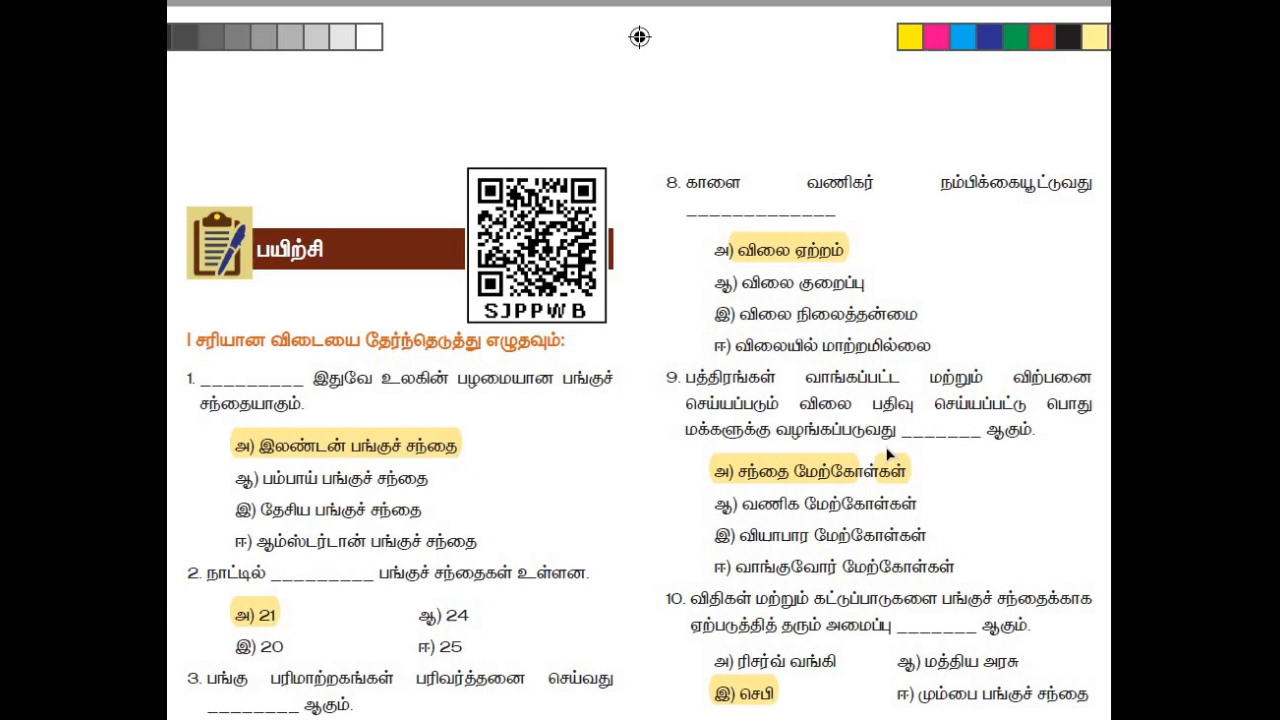 SJPPWB
பயிற்சி
I சரியான விடையை தேர்ந்தெடுத்து எழுதவும்:
1. _________ இதுவே உலகின் பழமையான பங்குச்
சந்தையாகும்.
அ) இலண்டன் பங்குச் சந்தை
ஆ) பம்பாய் பங்குச் சந்தை
இ) தேசிய பங்குச் சந்தை
ஈ) ஆம்ஸ்டர்டான் பங்குச் சந்தை
2. நாட்டில் _________ பங்குச் சந்தைகள் உள்ளன.
அ) 21 ஆ) 24
இ) 20 ஈ) 25
3. பங்கு பரிமாற்றகங்கள் பரிவர்த்தனை செய்வது
________ ஆகும்.
8. காளை வணிகர் நம்பிக்கையூட்டுவது
_____________
அ) விலை ஏற்றம்
ஆ) விலை குறைப்பு
இ) விலை நிலைத்தன்மை
ஈ) விலையில் மாற்றமில்லை
9. பத்திரங்கள் வாங்கப்பட்ட மற்றும் விற்பனை
செய்யப்படும் விலை பதிவு செய்யப்பட்டு பொது
மக்களுக்கு வழங்கப்படுவது _______ ஆகும்.
அ) சந்தை மேற்கோள்கள்
ஆ) வணிக மேற்கோள்கள்
இ) வியாபார மேற்கோள்கள்
ஈ) வாங்குவோர் மேற்கோள்கள்
10. விதிகள் மற்றும் கட்டுப்பாடுகளை பங்குச் சந்தைக்காக
ஏற்படுத்தித் தரும் அமைப்பு _______ ஆகும்.
அ) ரிசர்வ் வங்கி ஆ) மத்திய அரசு
இ) செபி ஈ) மும்பை பங்குச் சந்தை